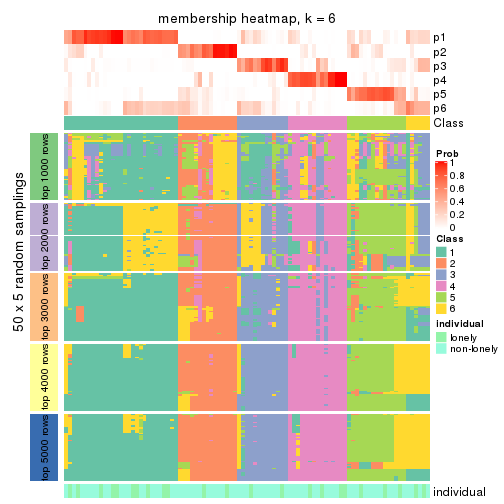 membership heatmap, k = 6
p1
p2
p3
p4
p5
p6
Class
50 x 5 random samplings
top 1000 rows
top 2000 rows
top 3000 rows
top 4000 rows
top 5000 rows
individual
Prob
1
0.8
0.6
0.4
0.2
0
Class
1
2
3
4
5
6
individual
lonely
non-lonely